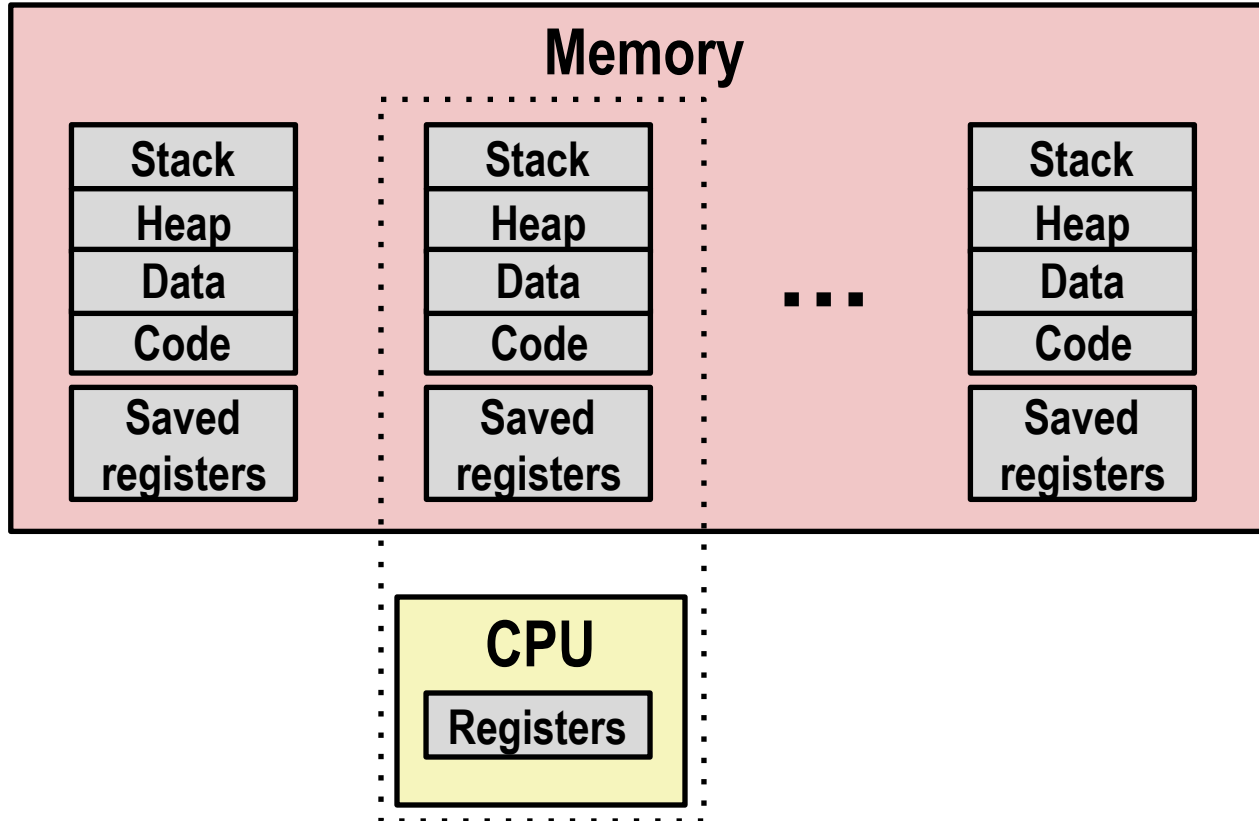 Memory
Stack
Heap
Data
Code
Saved
registers
Stack
Heap
Data
Code
Saved
registers
...
Stack
Heap
Data
Code
Saved
registers
CPU
Registers